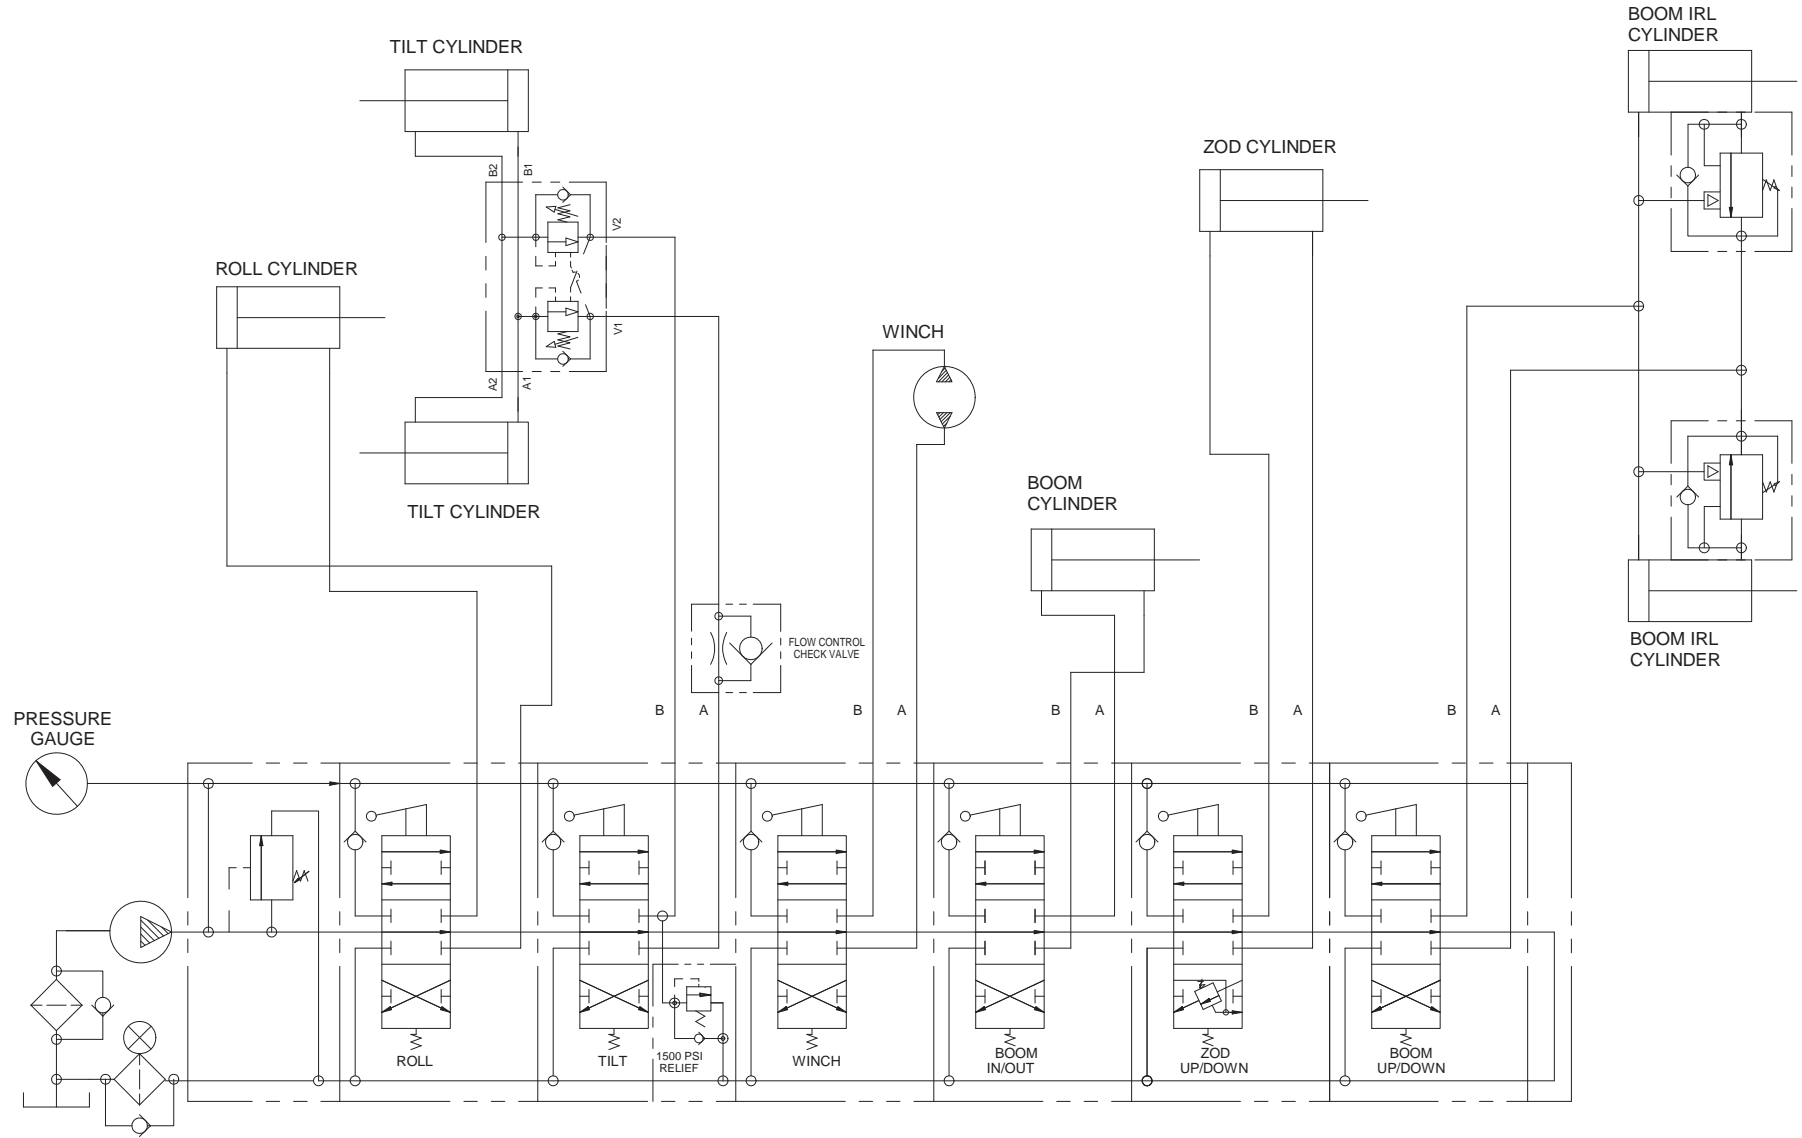 BOOM IRL
CYLINDER
TILT CYLINDER
ZOD CYLINDER
B2
B1
V2
ROLL CYLINDER
V1
WINCH
A2
A1
BOOM
CYLINDER
TILT CYLINDER
FLOW CONTROL
CHECK VALVE
BOOM IRL
CYLINDER
B
A
B
A
B
A
B
A
B
A
PRESSURE
GAUGE
ROLL
TILT
1500 PSI
RELIEF
WINCH
BOOM
IN/OUT
ZOD
UP/DOWN
BOOM
UP/DOWN